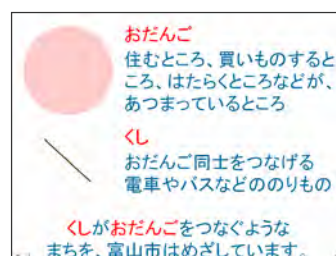 おだんご
住むところ、買いものすると
ころ、はたらくところなどが、
あつまっているところ
くし
おだんご同士をつなげる
電車やバスなどののりもの
くしがおだんごをつなぐような
まちを、富山市はめざしています。